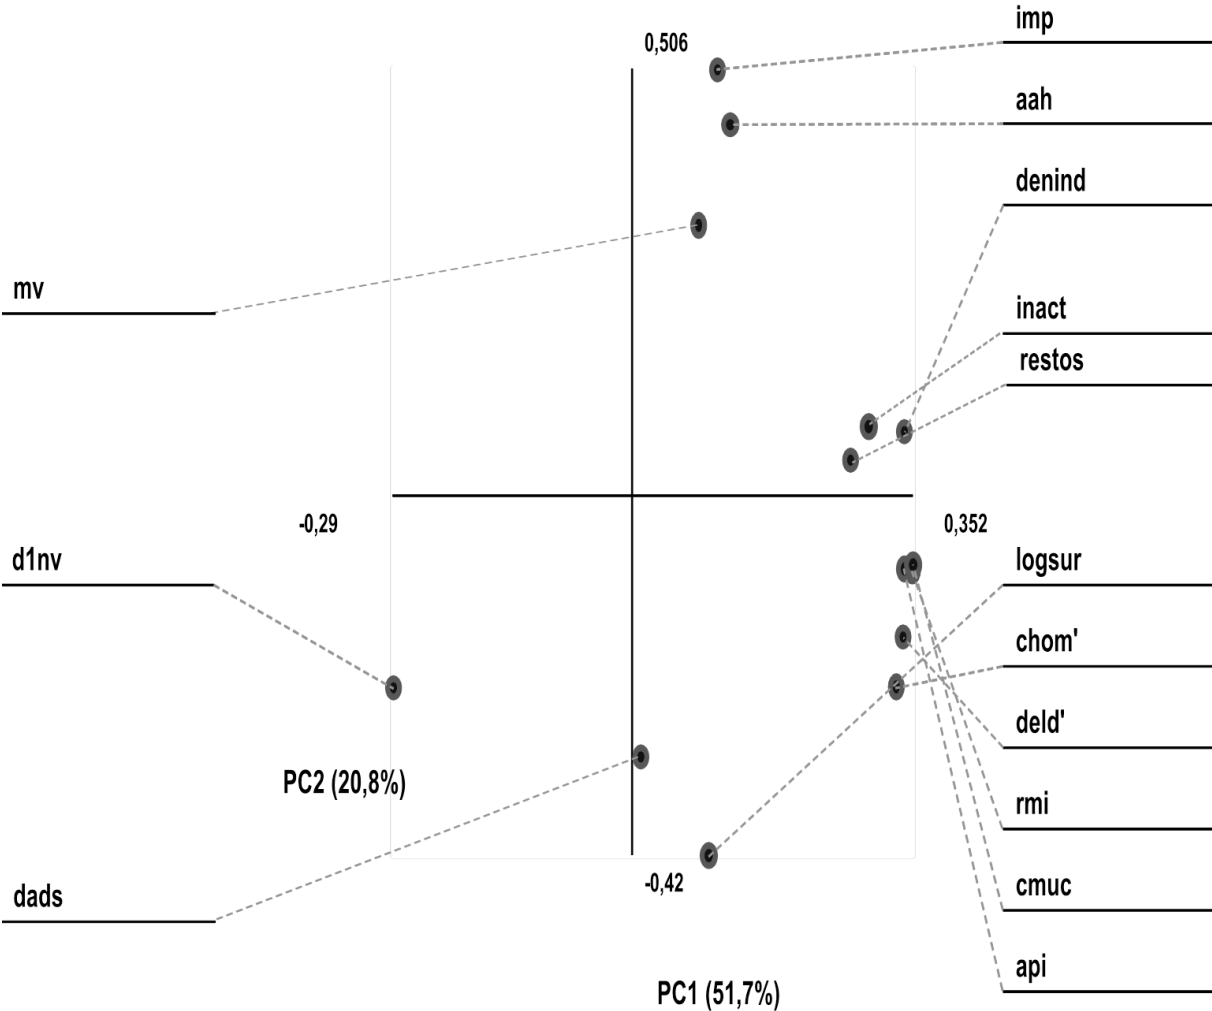 imp
0,506
aah
denind
mv
inact
restos
-0,29
0,352
d1nv
logsur
chom'
deld'
PC2 (20,8%)
rmi
-0,42
cmuc
dads
api
PC1 (51,7%)